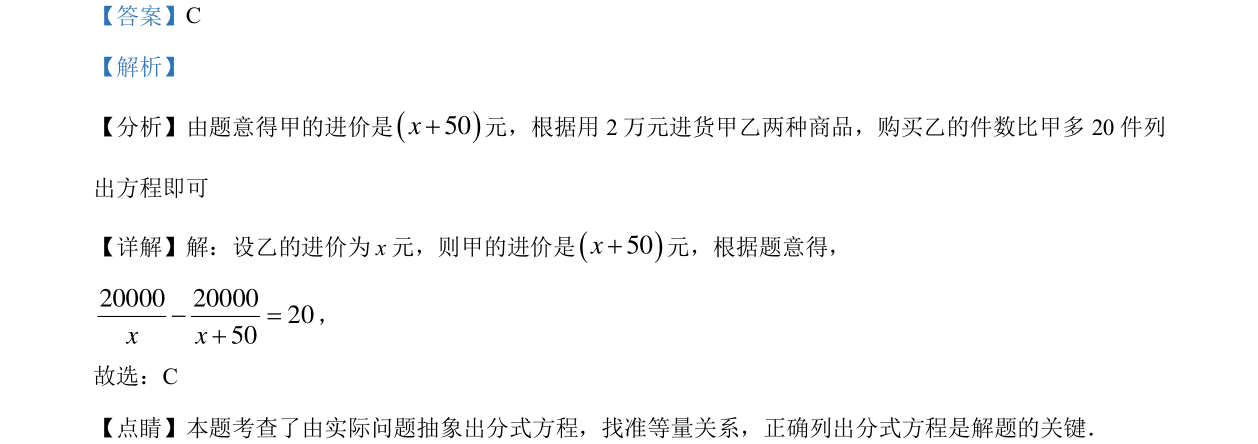 【答案】C
【解析】
【分析】由题意得甲的进价是(x+50)元，根据用 2 万元进货甲乙两种商品，购买乙的件数比甲多 20 件列
出方程即可
【详解】解：设乙的进价为 x 元，则甲的进价是(x+50)元，根据题意得，
20000/x − 20000/(x+50) = 20，
故选：C
【点睛】本题考查了由实际问题抽象出分式方程，找准等量关系，正确列出分式方程是解题的关键.